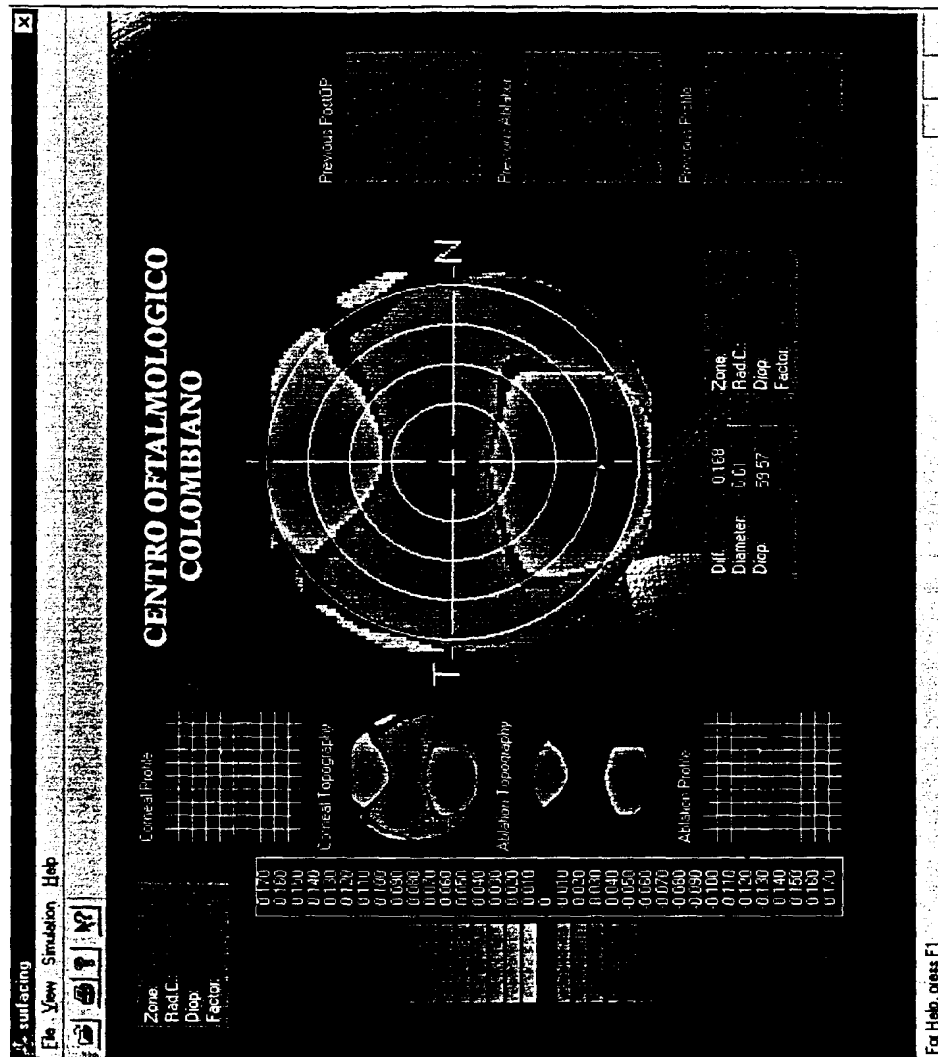 surfacing
File View Simulation Help
Zone:
Rad.C.:
Diop:
Factor:
0.170
0.160
0.150
0.140
0.130
0.120
0.110
0.100
0.090
0.080
0.070
0.060
0.050
0.040
0.030
0.020
0.010
0
-0.010
-0.020
-0.030
-0.040
-0.050
-0.060
-0.070
-0.080
-0.090
-0.100
-0.110
-0.120
-0.130
-0.140
-0.150
-0.160
-0.170
Corneal Profile
Corneal Topography
Ablation Topography
Ablation Profile
CENTRO OFTALMOLOGICO
COLOMBIANO
T
N
Diff: 0.168
Diameter: 0.01
Diop: 59.57
Zone:
Rad.C.:
Diop:
Factor:
Previous PostOP
Previous Ablation
Previous Profile
For Help, press F1